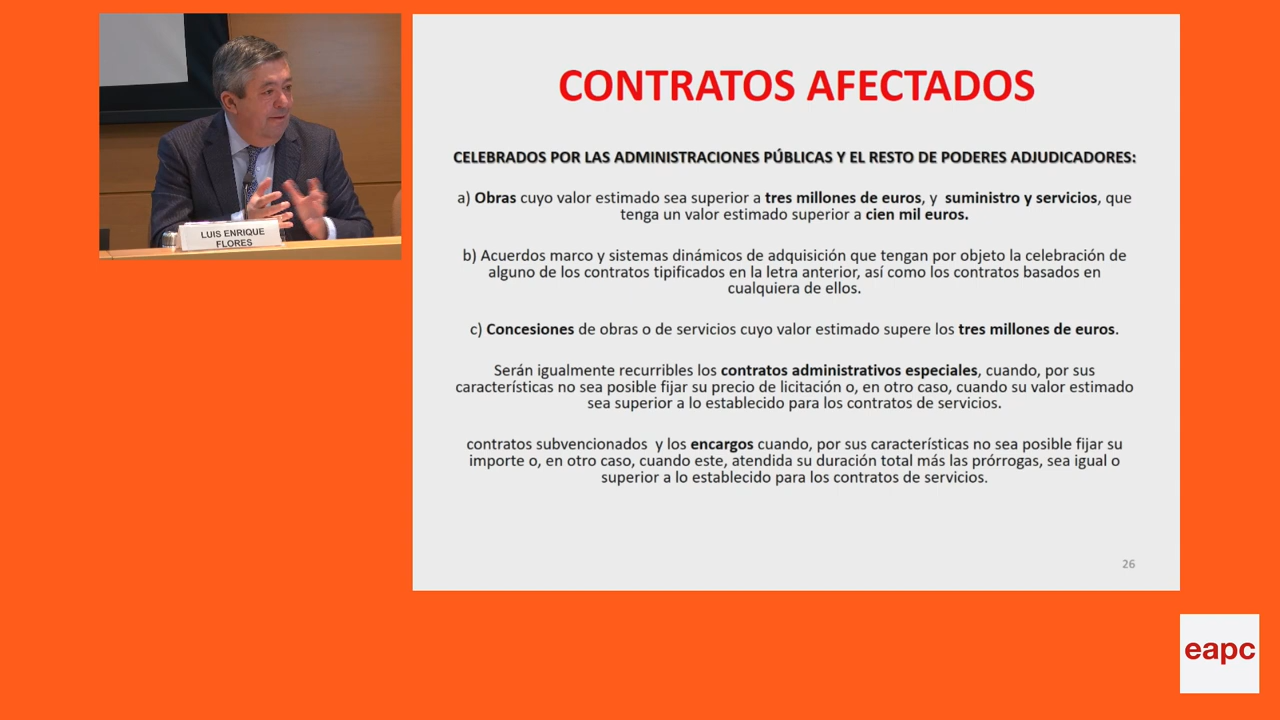 LUIS ENRIQUE
FLORES
CONTRATOS AFECTADOS
CELEBRADOS POR LAS ADMINISTRACIONES PÚBLICAS Y EL RESTO DE PODERES ADJUDICADORES:
a) Obras cuyo valor estimado sea superior a tres millones de euros, y suministro y servicios, que
tenga un valor estimado superior a cien mil euros.
b) Acuerdos marco y sistemas dinámicos de adquisición que tengan por objeto la celebración de
alguno de los contratos tipificados en la letra anterior, así como los contratos basados en
cualquiera de ellos.
c) Concesiones de obras o de servicios cuyo valor estimado supere los tres millones de euros.
Serán igualmente recurribles los contratos administrativos especiales, cuando, por sus
características no sea posible fijar su precio de licitación o, en otro caso, cuando su valor estimado
sea superior a lo establecido para los contratos de servicios.
contratos subvencionados y los encargos cuando, por sus características no sea posible fijar su
importe o, en otro caso, cuando este, atendida su duración total más las prórrogas, sea igual o
superior a lo establecido para los contratos de servicios.
26
eapc